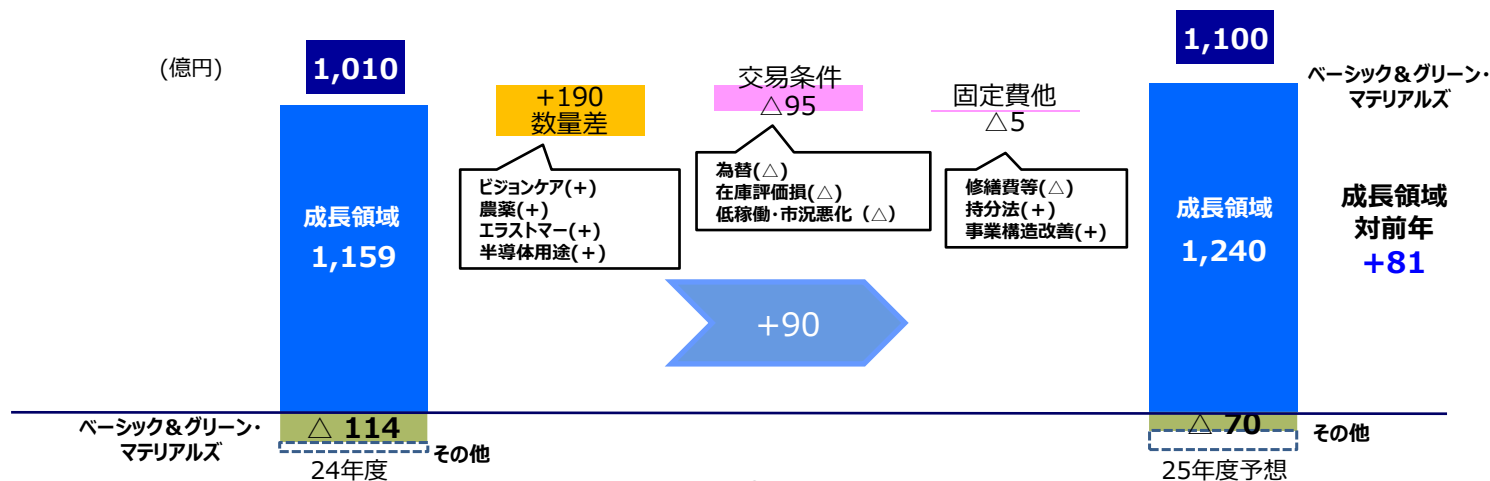 (億円)
1,010
+190
数量差
交易条件
△95
固定費他
△5
1,100
ベーシック&グリーン・
マテリアルズ
ビジョンケア(+)
農薬(+)
エラストマー(+)
半導体用途(+)
為替(△)
在庫評価損(△)
低稼働・市況悪化（△）
修繕費等(△)
持分法(+)
事業構造改善(+)
成長領域
1,159
成長領域
1,240
成長領域
対前年
+81
+90
ベーシック&グリーン・
マテリアルズ
△ 114
その他
24年度
△ 70
その他
25年度予想